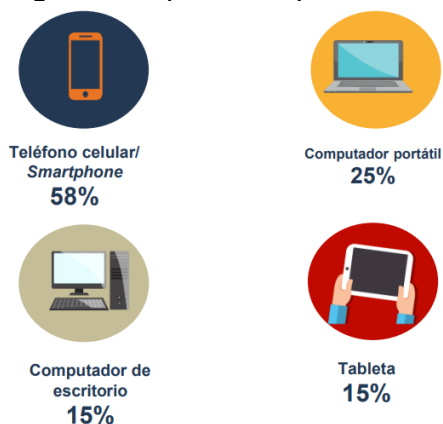 Teléfono celular/
Smartphone
58%
Computador portátil
25%
Computador de
escritorio
15%
Tableta
15%